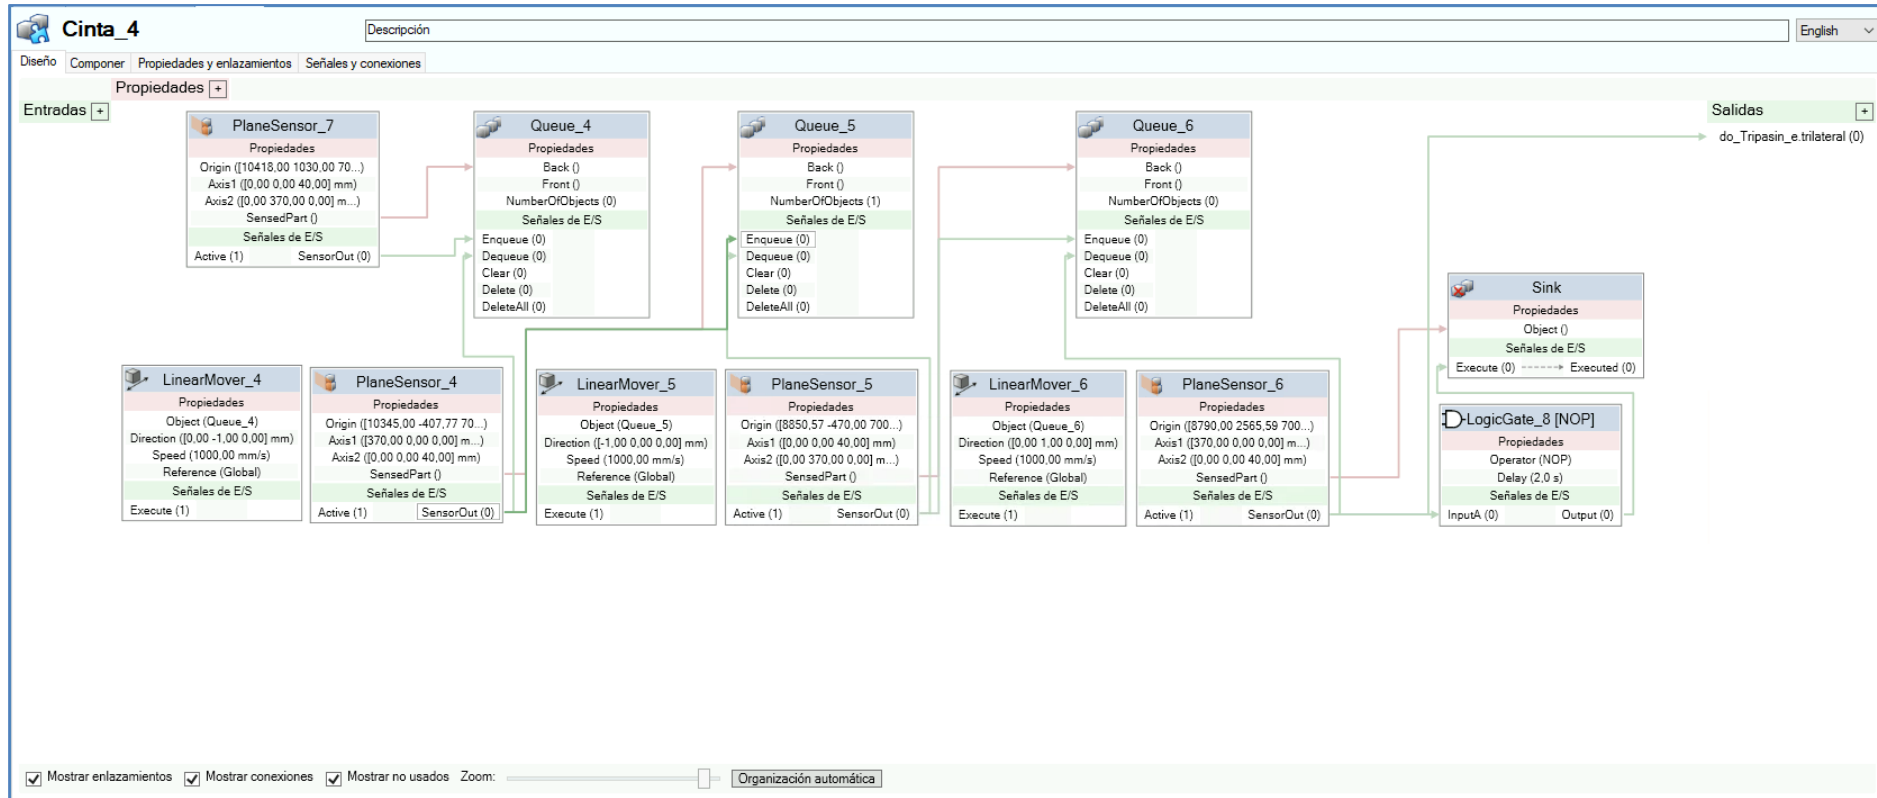 Cinta_4
Descripción
English
Diseño
Componer
Propiedades y enlazamientos
Señales y conexiones
Propiedades +
Entradas +
Salidas +
do_Tripasin_e.trilateral (0)
PlaneSensor_7
Propiedades
Origin ([10418,00 1030,00 70...)
Axis1 ([0,00 0,00 40,00] mm)
Axis2 ([0,00 370,00 0,00] m...)
SensedPart ()
Señales de E/S
Active (1) SensorOut (0)
Queue_4
Propiedades
Back ()
Front ()
NumberOfObjects (0)
Señales de E/S
Enqueue (0)
Dequeue (0)
Clear (0)
Delete (0)
DeleteAll (0)
Queue_5
Propiedades
Back ()
Front ()
NumberOfObjects (1)
Señales de E/S
Enqueue (0)
Dequeue (0)
Clear (0)
Delete (0)
DeleteAll (0)
Queue_6
Propiedades
Back ()
Front ()
NumberOfObjects (0)
Señales de E/S
Enqueue (0)
Dequeue (0)
Clear (0)
Delete (0)
DeleteAll (0)
Sink
Propiedades
Object ()
Señales de E/S
Execute (0) Executed (0)
LinearMover_4
Propiedades
Object (Queue_4)
Direction ([0,00 -1,00 0,00] mm)
Speed (1000,00 mm/s)
Reference (Global)
Señales de E/S
Execute (1)
PlaneSensor_4
Propiedades
Origin ([10345,00 -407,77 70...)
Axis1 ([370,00 0,00 0,00] m...)
Axis2 ([0,00 0,00 40,00] mm)
SensedPart ()
Señales de E/S
Active (1) SensorOut (0)
LinearMover_5
Propiedades
Object (Queue_5)
Direction ([-1,00 0,00 0,00] mm)
Speed (1000,00 mm/s)
Reference (Global)
Señales de E/S
Execute (1)
PlaneSensor_5
Propiedades
Origin ([8850,57 -470,00 700...)
Axis1 ([0,00 0,00 40,00] mm)
Axis2 ([0,00 370,00 0,00] m...)
SensedPart ()
Señales de E/S
Active (1) SensorOut (0)
LinearMover_6
Propiedades
Object (Queue_6)
Direction ([0,00 1,00 0,00] mm)
Speed (1000,00 mm/s)
Reference (Global)
Señales de E/S
Execute (1)
PlaneSensor_6
Propiedades
Origin ([8790,00 2565,59 700...)
Axis1 ([370,00 0,00 0,00] m...)
Axis2 ([0,00 0,00 40,00] mm)
SensedPart ()
Señales de E/S
Active (1) SensorOut (0)
LogicGate_8 [NOP]
Propiedades
Operator (NOP)
Delay (2,0 s)
Señales de E/S
InputA (0) Output (0)
Mostrar enlazamientos
Mostrar conexiones
Mostrar no usados
Zoom:
Organización automática